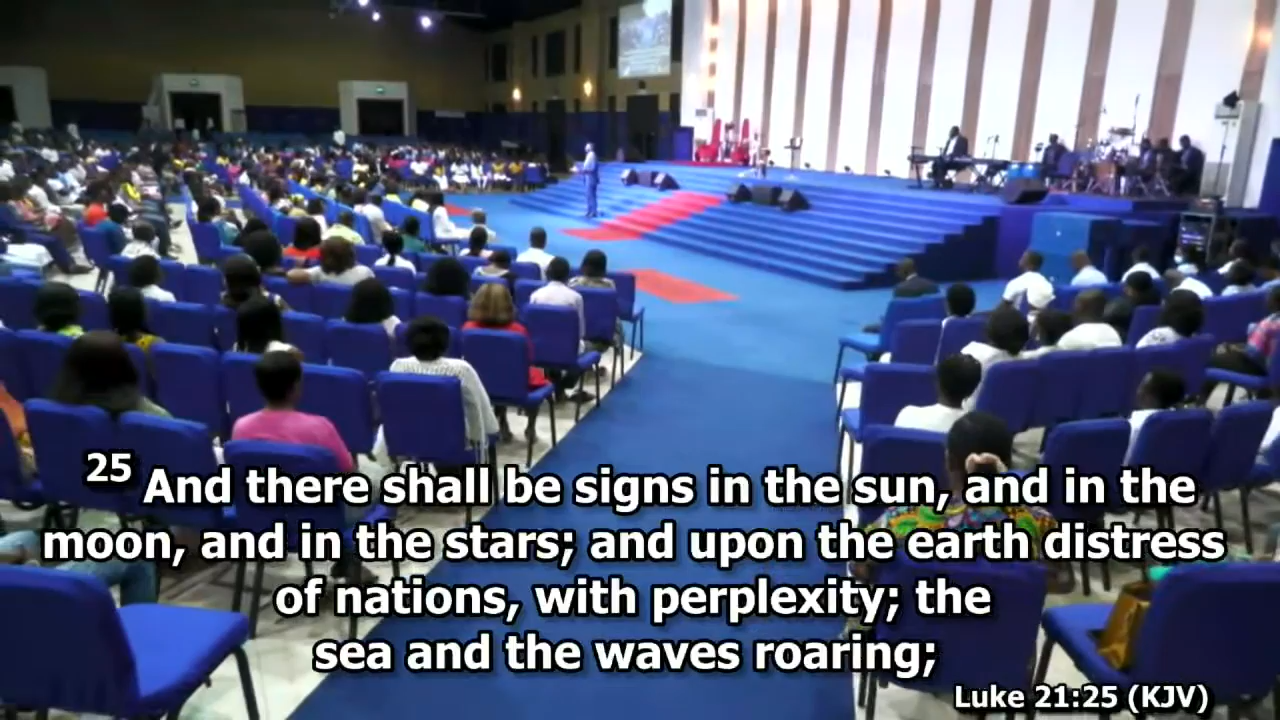 25 And there shall be signs in the sun, and in the
moon, and in the stars; and upon the earth distress
of nations, with perplexity; the
sea and the waves roaring;
Luke 21:25 (KJV)